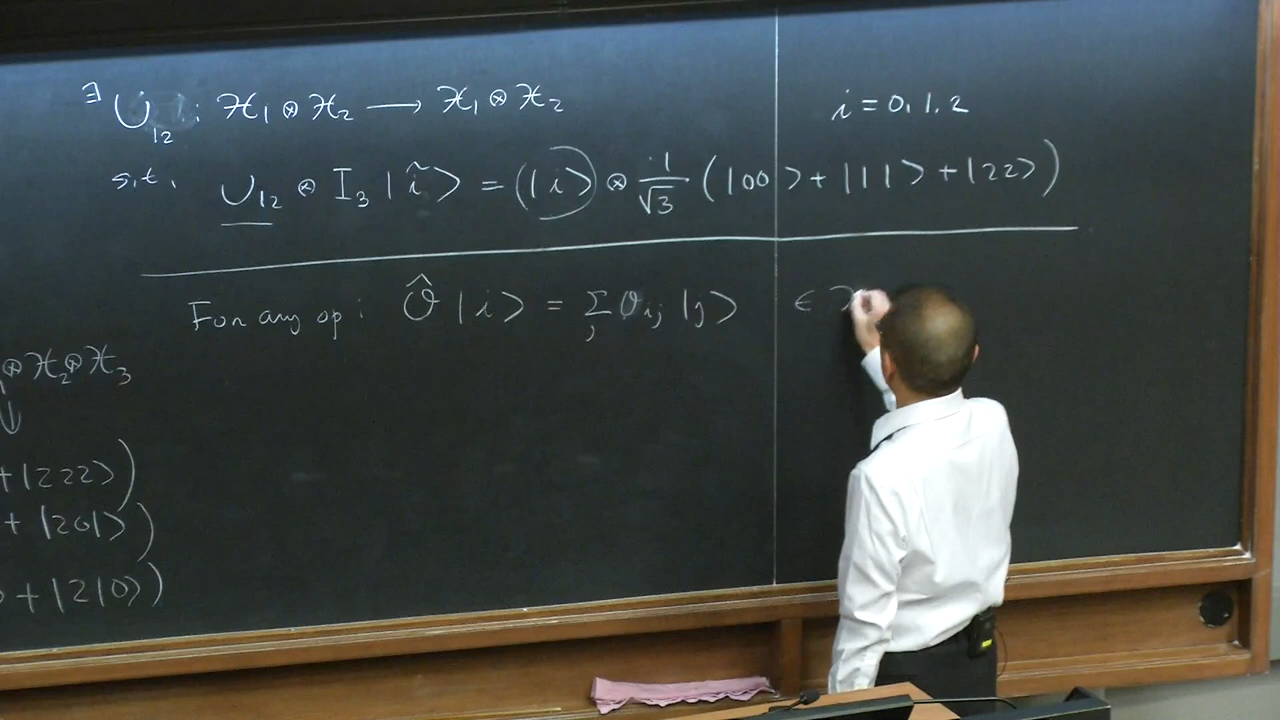 ∃ U₁₂ : ℋ₁ ⊗ ℋ₂ ⟶ ℋ₁ ⊗ ℋ₂ i = 0, 1, 2
s.t. U₁₂ ⊗ I₃ |ĩ⟩ = (|i⟩) ⊗ 1/√3 (|00⟩ + |11⟩ + |22⟩)
For any op: Ô |i⟩ = Σⱼ Oᵢⱼ |j⟩ ∈
⊗ ℋ₂ ⊗ ℋ₃
⇓
+ |222⟩)
+ |201⟩)
+ |210⟩)